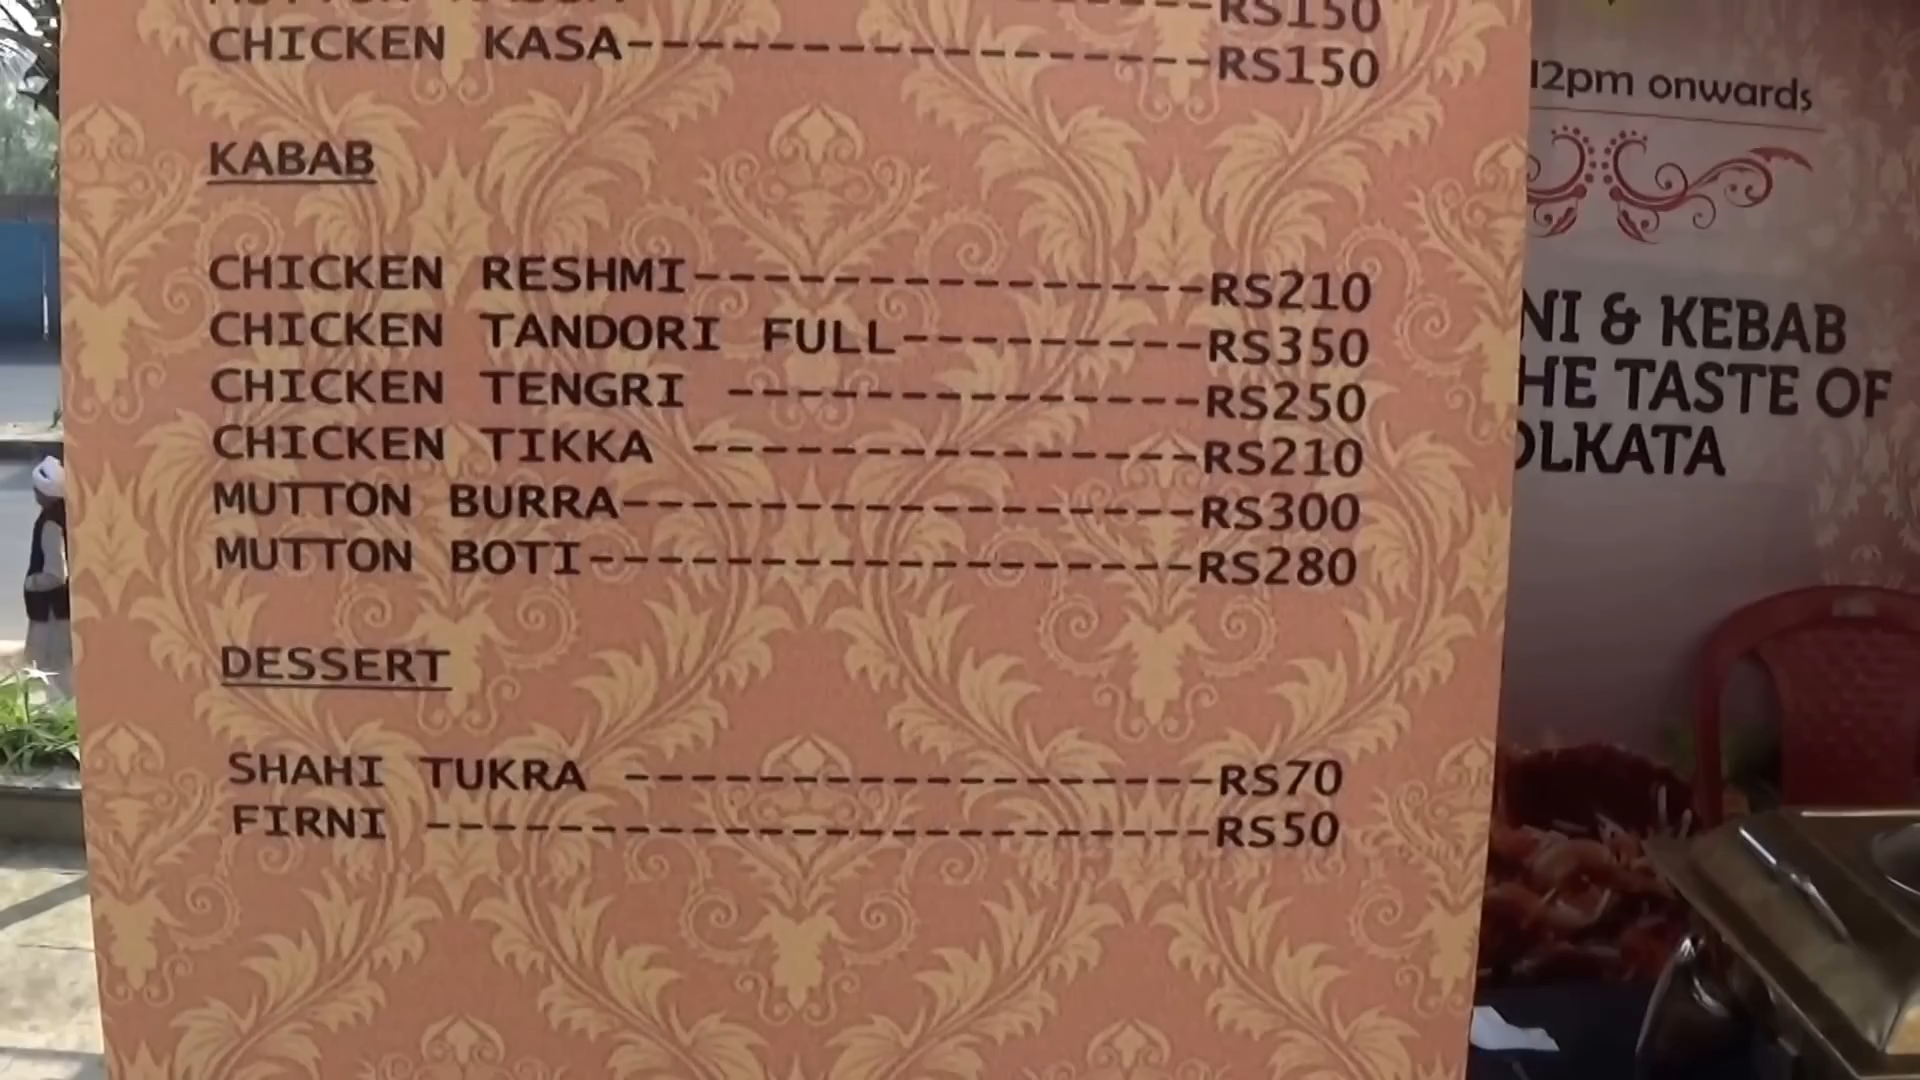 RS150
CHICKEN KASA-----------------RS150
KABAB
CHICKEN RESHMI---------------RS210
CHICKEN TANDORI FULL---------RS350
CHICKEN TENGRI --------------RS250
CHICKEN TIKKA ---------------RS210
MUTTON BURRA-----------------RS300
MUTTON BOTI------------------RS280
DESSERT
SHAHI TUKRA ------------------RS70
FIRNI ------------------------RS50
12pm onwards
NI & KEBAB
HE TASTE OF
OLKATA